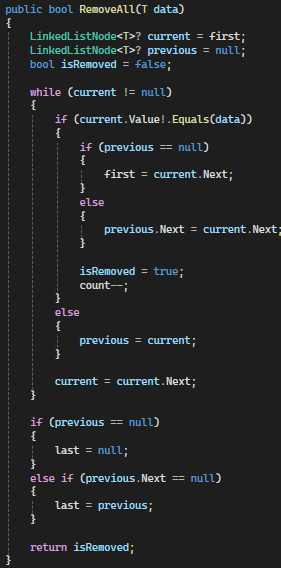 public bool RemoveAll(T data)
{
    LinkedListNode<T>? current = first;
    LinkedListNode<T>? previous = null;
    bool isRemoved = false;

    while (current != null)
    {
        if (current.Value!.Equals(data))
        {
            if (previous == null)
            {
                first = current.Next;
            }
            else
            {
                previous.Next = current.Next;
            }

            isRemoved = true;
            count--;
        }
        else
        {
            previous = current;
        }

        current = current.Next;
    }

    if (previous == null)
    {
        last = null;
    }
    else if (previous.Next == null)
    {
        last = previous;
    }

    return isRemoved;
}